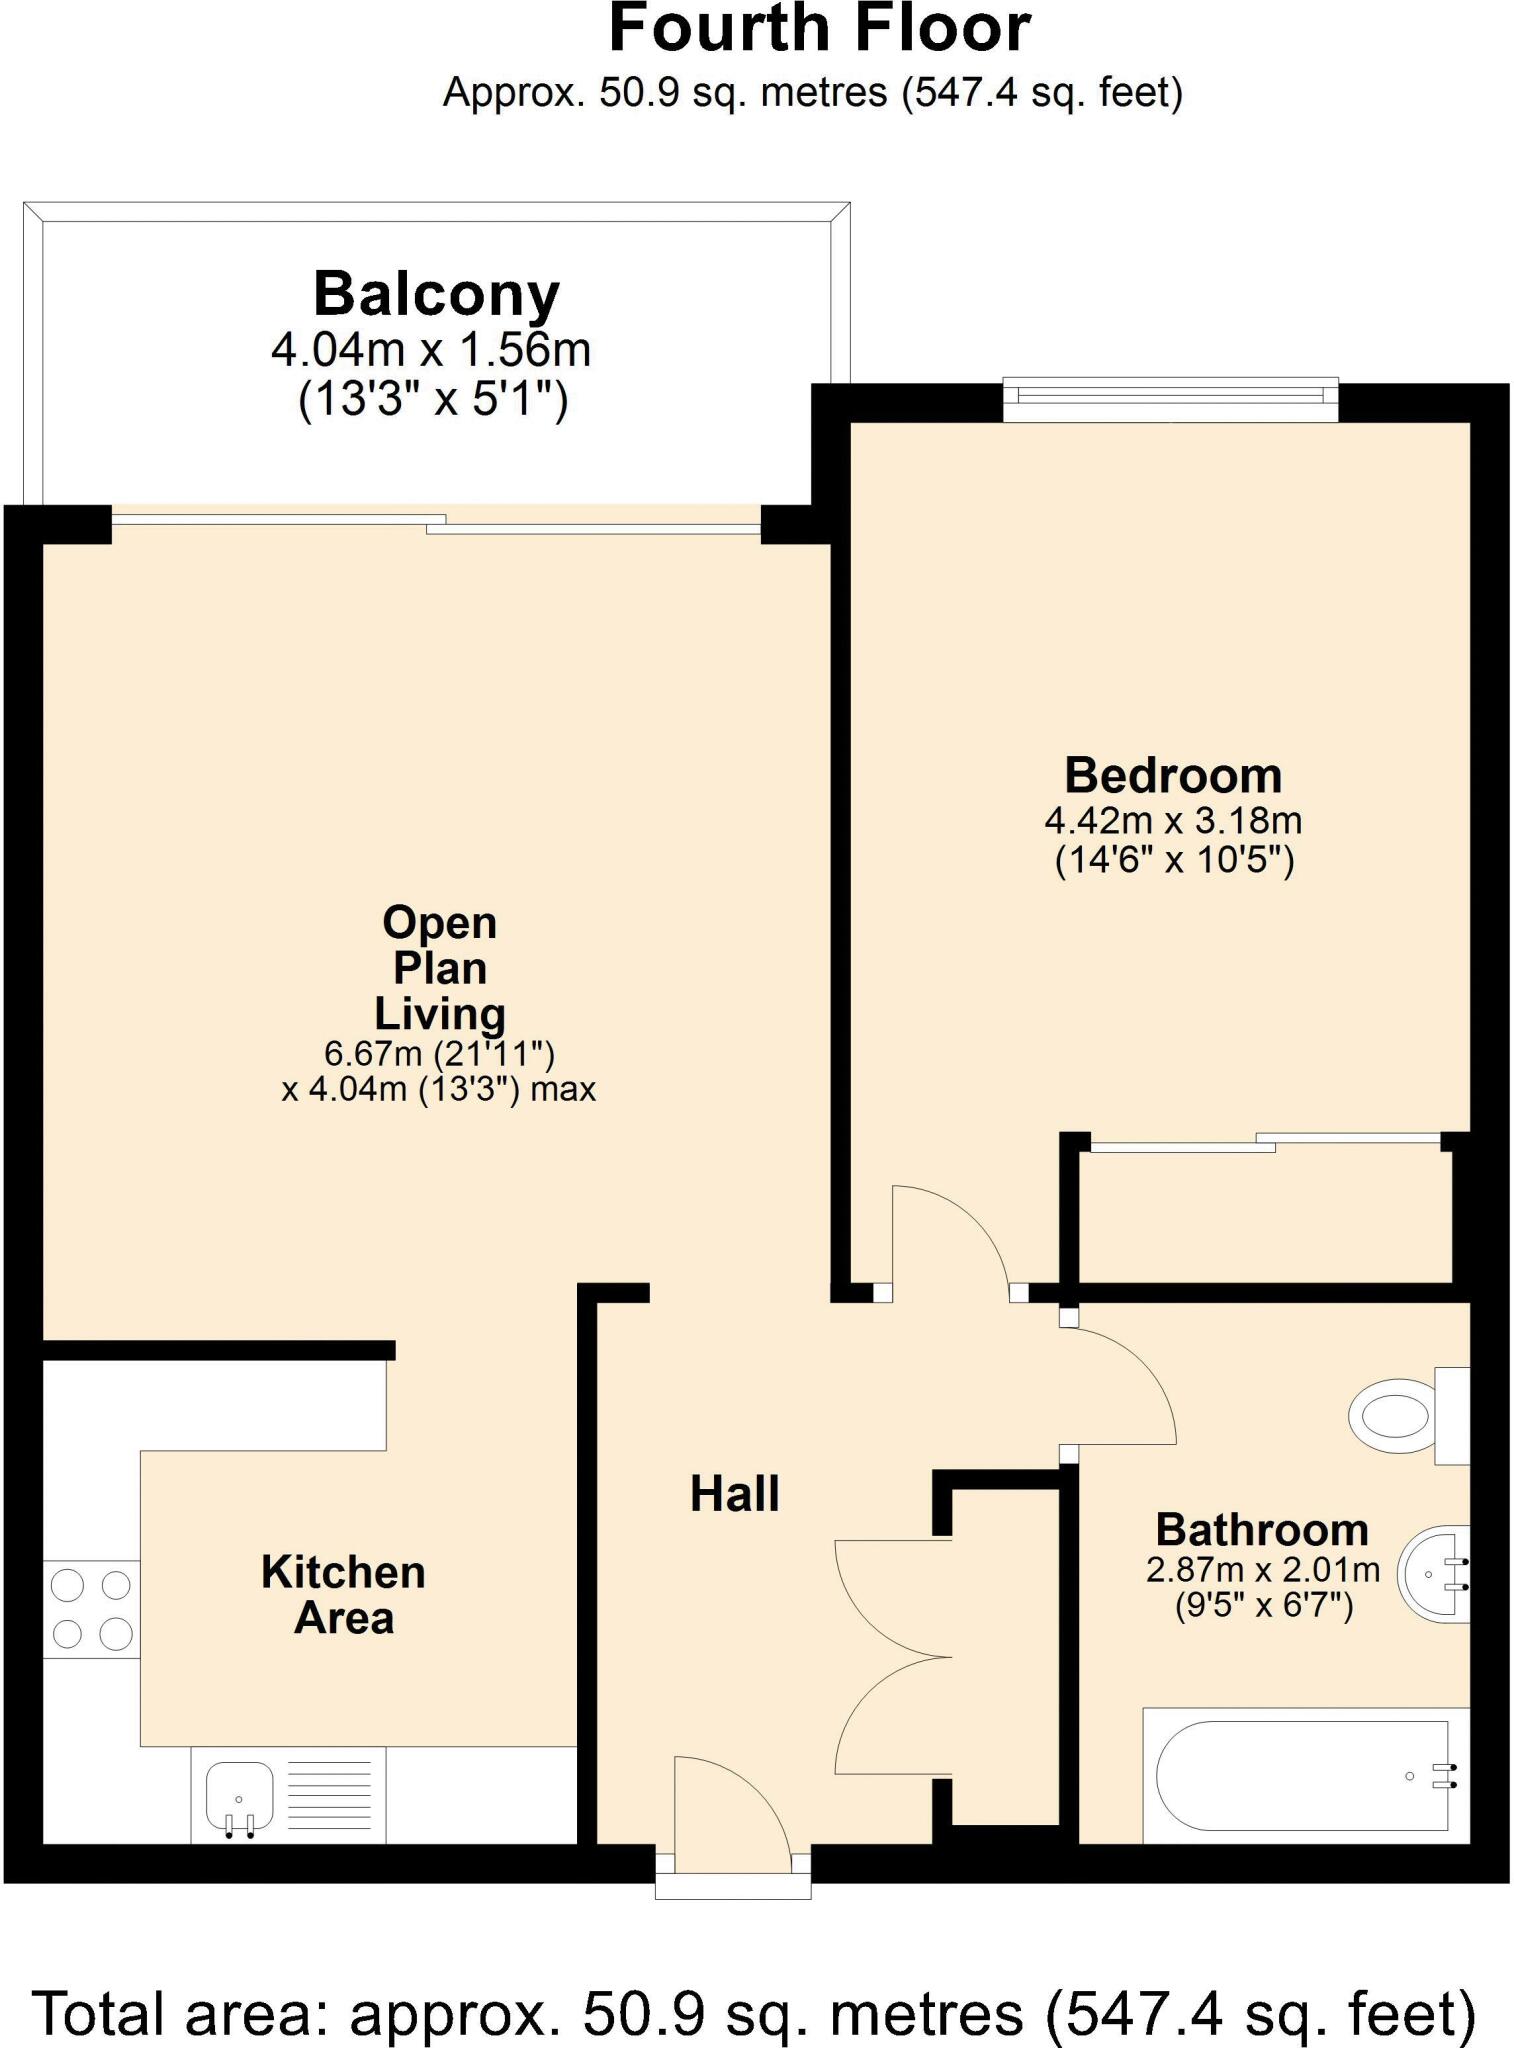 Fourth Floor
Approx. 50.9 sq. metres (547.4 sq. feet)
Balcony
4.04m x 1.56m
(13'3" x 5'1")
Bedroom
4.42m x 3.18m
(14'6" x 10'5")
Open
Plan
Living
6.67m (21'11")
x 4.04m (13'3") max
Hall
Kitchen
Area
Bathroom
2.87m x 2.01m
(9'5" x 6'7")
Total area: approx. 50.9 sq. metres (547.4 sq. feet)